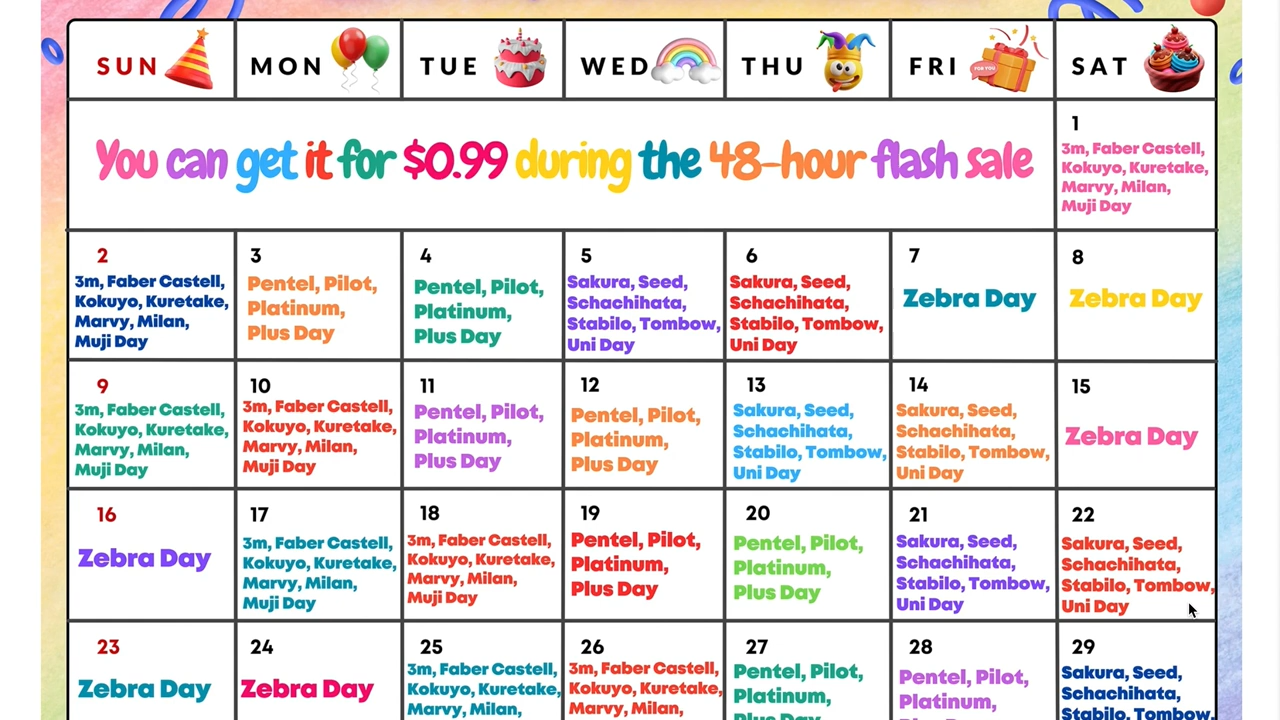 SUN MON TUE WED THU FRI SAT
FOR YOU
You can get it for $0.99 during the 48-hour flash sale
1
3m, Faber Castell,
Kokuyo, Kuretake,
Marvy, Milan,
Muji Day
2
3m, Faber Castell,
Kokuyo, Kuretake,
Marvy, Milan,
Muji Day
3
Pentel, Pilot,
Platinum,
Plus Day
4
Pentel, Pilot,
Platinum,
Plus Day
5
Sakura, Seed,
Schachihata,
Stabilo, Tombow,
Uni Day
6
Sakura, Seed,
Schachihata,
Stabilo, Tombow,
Uni Day
7
Zebra Day
8
Zebra Day
9
3m, Faber Castell,
Kokuyo, Kuretake,
Marvy, Milan,
Muji Day
10
3m, Faber Castell,
Kokuyo, Kuretake,
Marvy, Milan,
Muji Day
11
Pentel, Pilot,
Platinum,
Plus Day
12
Pentel, Pilot,
Platinum,
Plus Day
13
Sakura, Seed,
Schachihata,
Stabilo, Tombow,
Uni Day
14
Sakura, Seed,
Schachihata,
Stabilo, Tombow,
Uni Day
15
Zebra Day
16
Zebra Day
17
3m, Faber Castell,
Kokuyo, Kuretake,
Marvy, Milan,
Muji Day
18
3m, Faber Castell,
Kokuyo, Kuretake,
Marvy, Milan,
Muji Day
19
Pentel, Pilot,
Platinum,
Plus Day
20
Pentel, Pilot,
Platinum,
Plus Day
21
Sakura, Seed,
Schachihata,
Stabilo, Tombow,
Uni Day
22
Sakura, Seed,
Schachihata,
Stabilo, Tombow,
Uni Day
23
Zebra Day
24
Zebra Day
25
3m, Faber Castell,
Kokuyo, Kuretake,
Marvy, Milan,
26
3m, Faber Castell,
Kokuyo, Kuretake,
Marvy, Milan,
27
Pentel, Pilot,
Platinum,
Plus Day
28
Pentel, Pilot,
Platinum,
29
Sakura, Seed,
Schachihata,
Stabilo, Tombow,